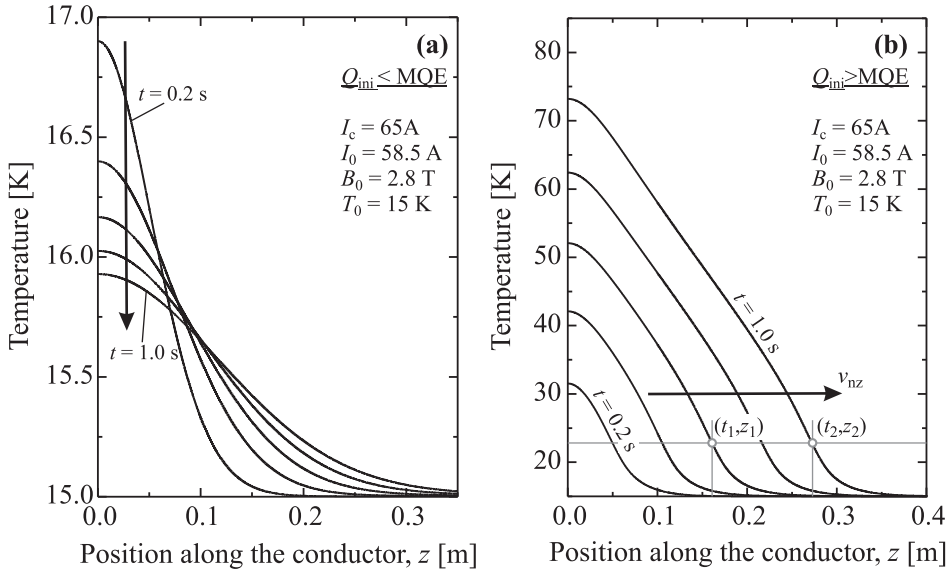 17.0
16.5
16.0
15.5
15.0
Temperature [K]
0.0 0.1 0.2 0.3
Position along the conductor, z [m]
(a)
Q_ini < MQE
I_c = 65A
I_0 = 58.5 A
B_0 = 2.8 T
T_0 = 15 K
t = 0.2 s
t = 1.0 s
80
70
60
50
40
30
20
Temperature [K]
0.0 0.1 0.2 0.3 0.4
Position along the conductor, z [m]
(b)
Q_ini>MQE
I_c = 65A
I_0 = 58.5 A
B_0 = 2.8 T
T_0 = 15 K
t = 1.0 s
v_nz
t = 0.2 s
(t_1,z_1)
(t_2,z_2)